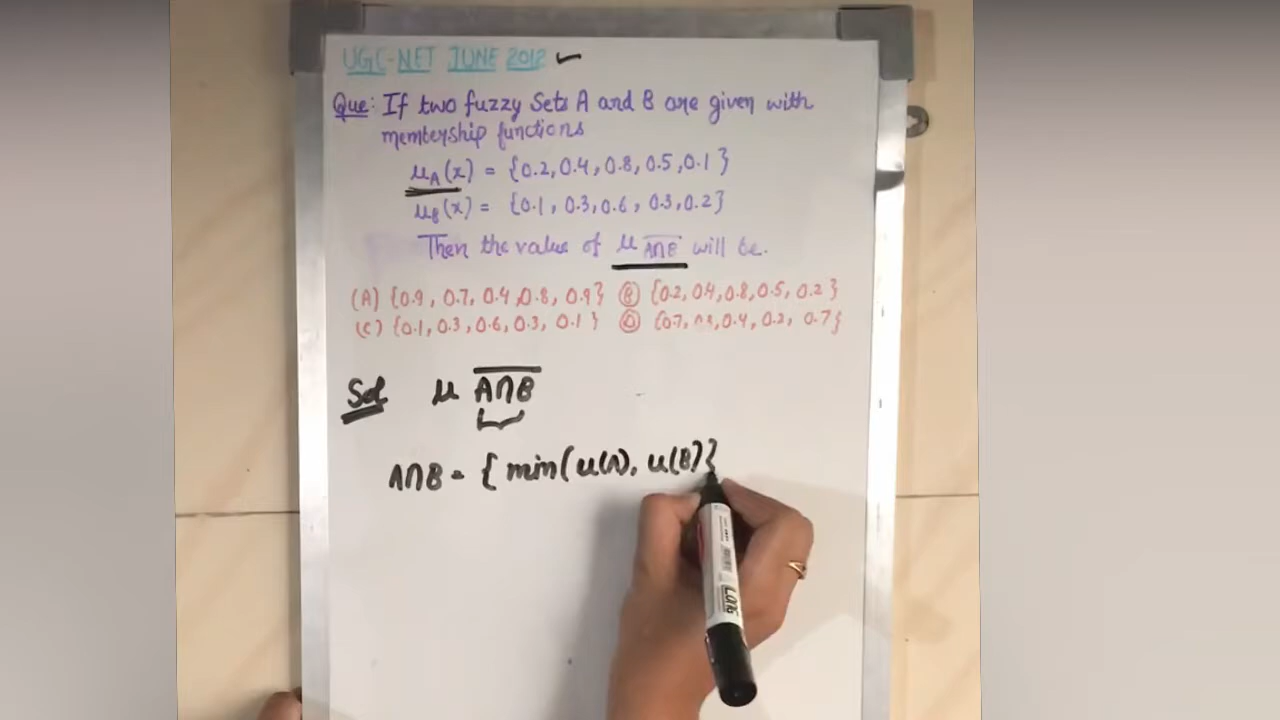 UGC-NET JUNE 2012 ✓
Que: If two fuzzy sets A and B are given with
membership functions
μA(x) = {0.2, 0.4, 0.8, 0.5, 0.1}
μB(x) = {0.1, 0.3, 0.6, 0.3, 0.2}
Then the value of μ A̅∩̅B̅ will be.
(A) {0.9, 0.7, 0.4, 0.8, 0.9} (B) {0.2, 0.4, 0.8, 0.5, 0.2}
(C) {0.1, 0.3, 0.6, 0.3, 0.1} (D) {0.7, 0.4, 0.2, 0.7}
Sol μ A̅∩̅B̅
A∩B = { min(μ(A), μ(B)}
LONG